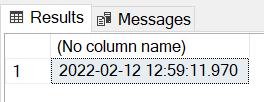 Results Messages
(No column name)
1 2022-02-12 12:59:11.970